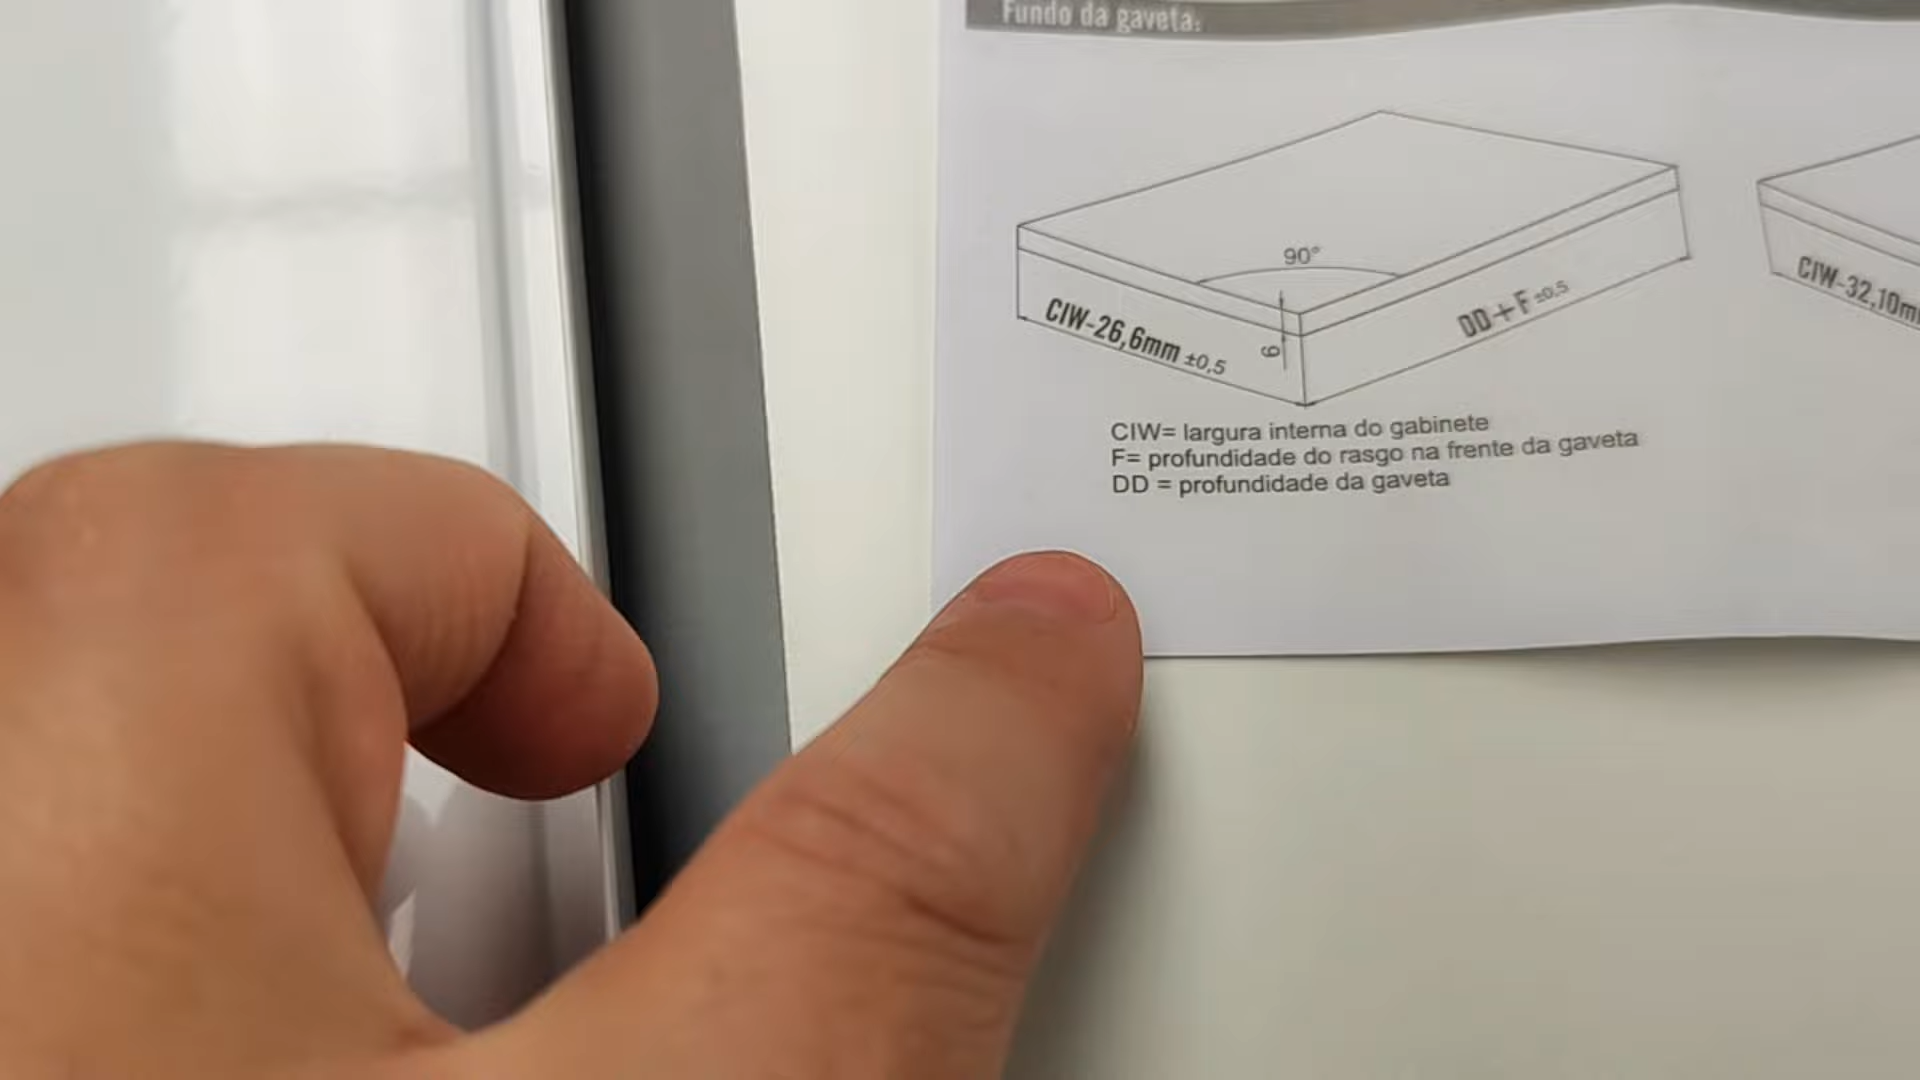 Fundo da gaveta:
90°
CIW-26,6mm ±0,5
6
DD+F ±0,5
CIW-32,10m
CIW= largura interna do gabinete
F= profundidade do rasgo na frente da gaveta
DD = profundidade da gaveta